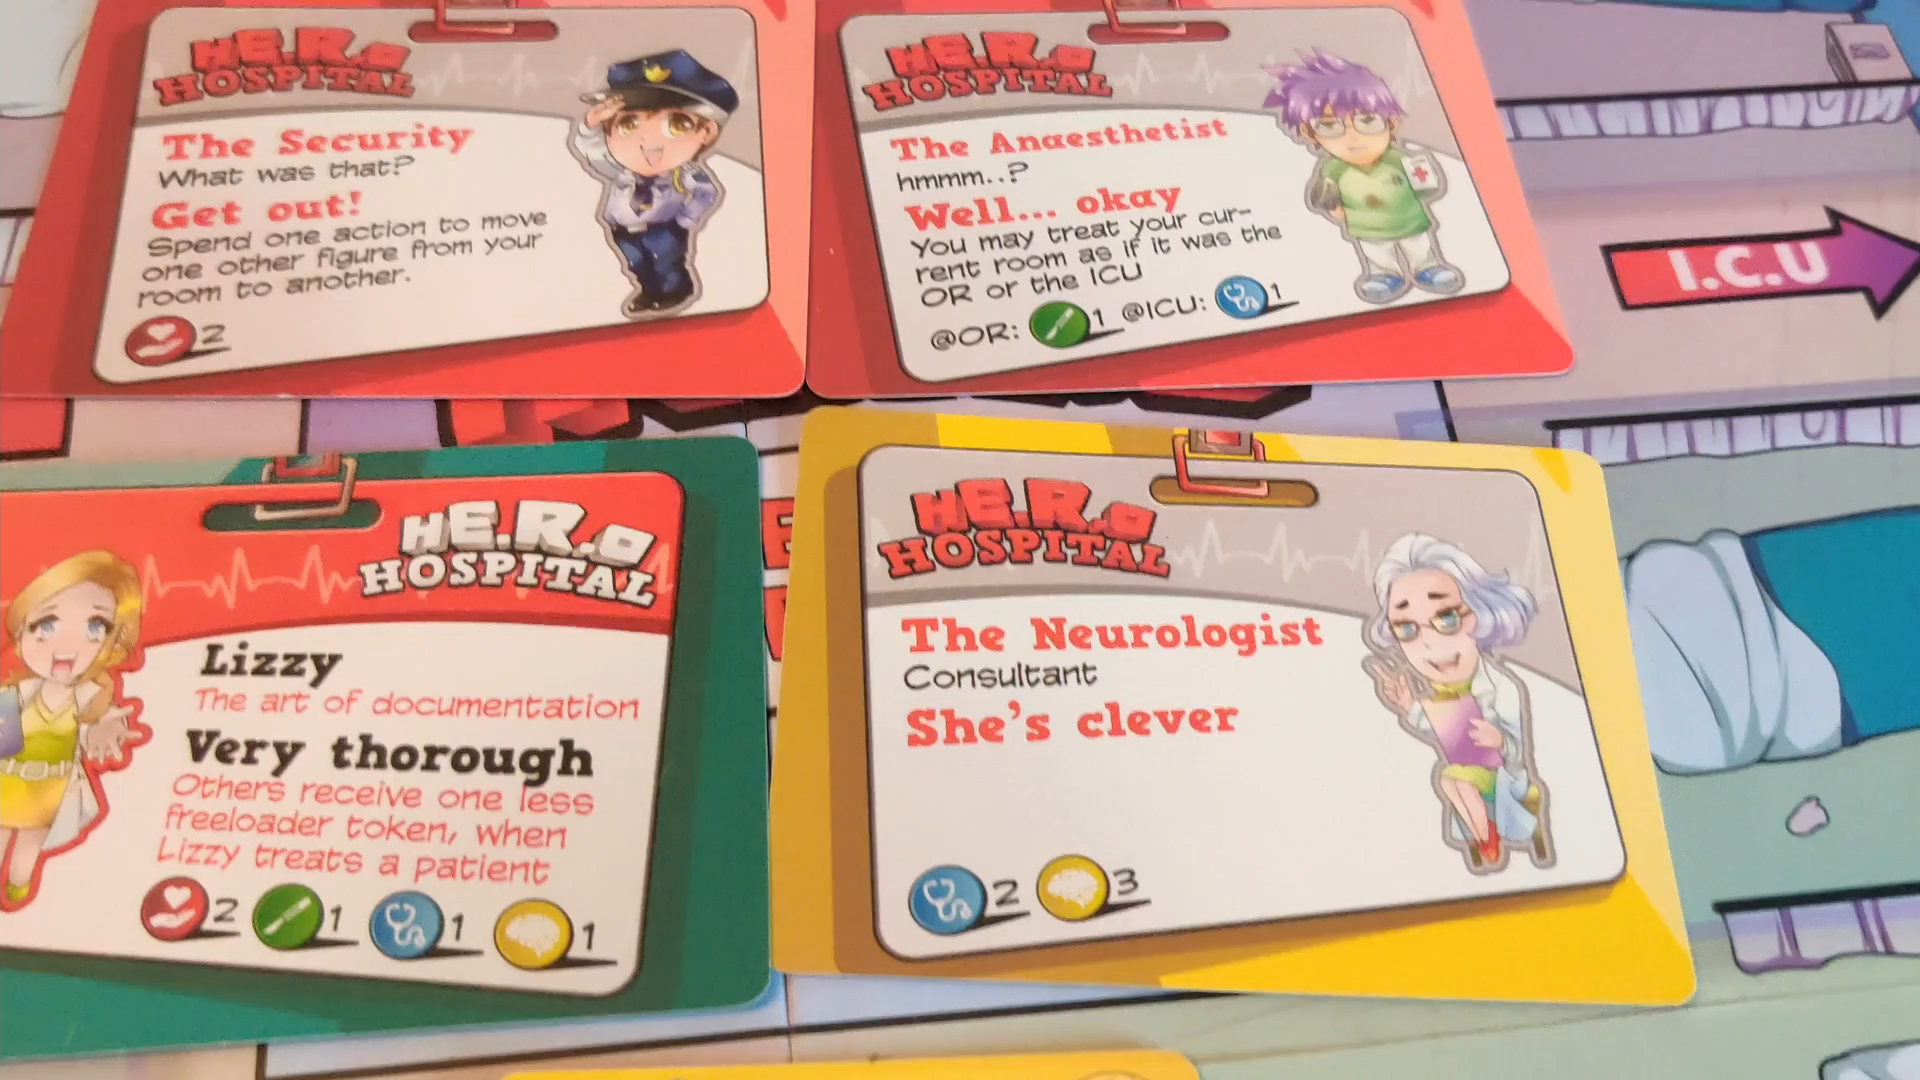 HE.R.o
HOSPITAL
The Security
What was that?
Get out!
Spend one action to move
one other figure from your
room to another.
2
HE.R.o
HOSPITAL
The Anaesthetist
hmmm..?
Well... okay
You may treat your cur-
rent room as if it was the
OR or the ICU
@OR: 1 @ICU: 1
I.C.U
HE.R.o
HOSPITAL
Lizzy
The art of documentation
Very thorough
Others receive one less
freeloader token, when
Lizzy treats a patient
2 1 1 1
HE.R.o
HOSPITAL
The Neurologist
Consultant
She's clever
2 3